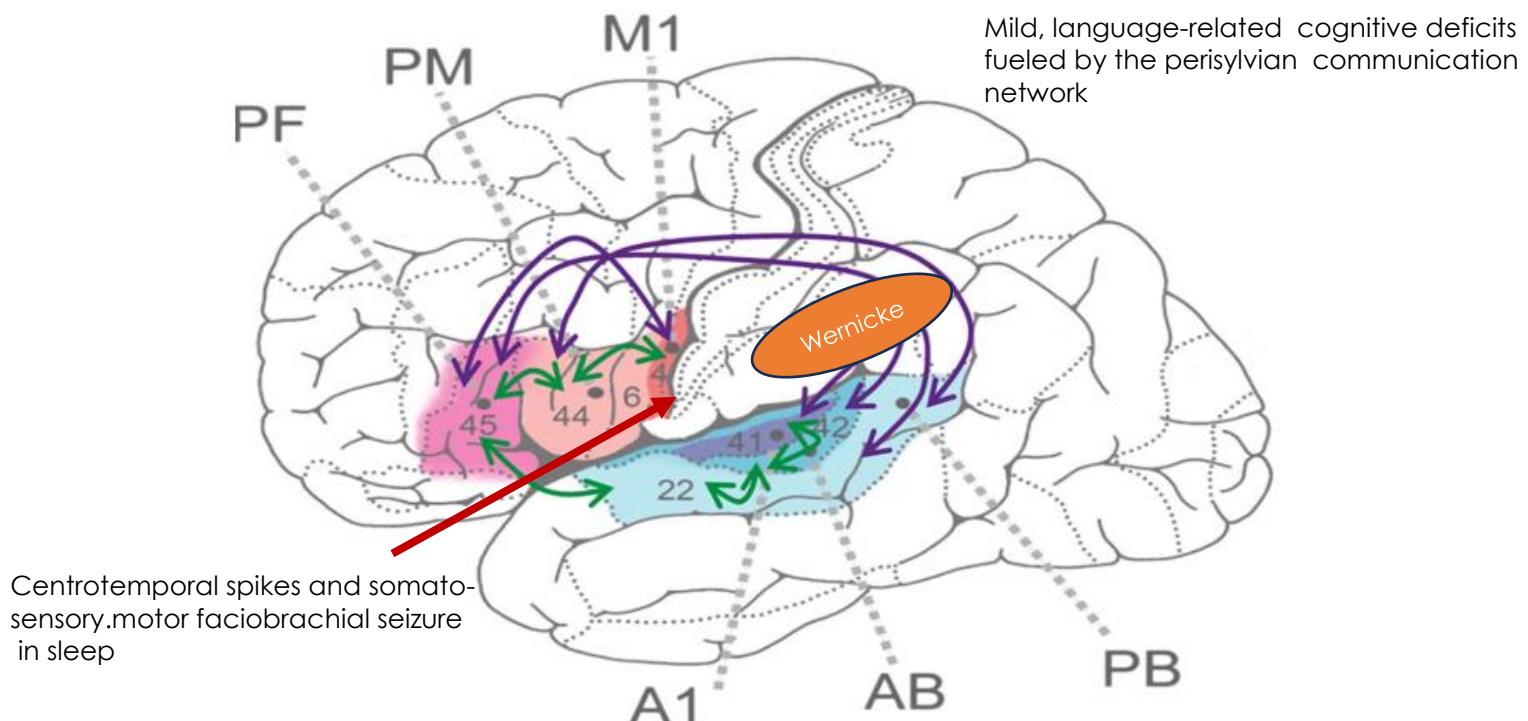 M1
Mild, language-related cognitive deficits
fueled by the perisylvian communication
network
PM
PF
Wernicke
4
6
44
45
42
41
22
Centrotemporal spikes and somato-
sensory.motor faciobrachial seizure
in sleep
PB
AB
A1